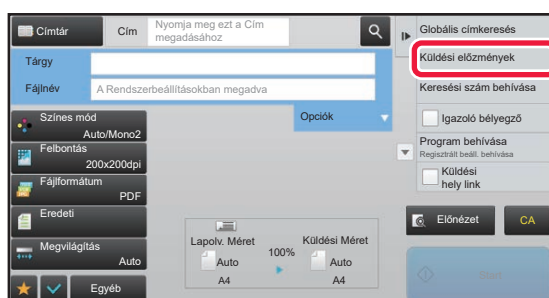 Címtár
Cím
Nyomja meg ezt a Cím
megadásához
Tárgy
Fájlnév
A Rendszerbeállításokban megadva
Opciók
Színes mód
Auto/Mono2
Felbontás
200x200dpi
Fájlformátum
PDF
Eredeti
Megvilágítás
Auto
Egyéb
Lapolv. Méret
Auto
A4
100%
Küldési Méret
Auto
A4
Globális címkeresés
Küldési előzmények
Keresési szám behívása
Igazoló bélyegző
Program behívása
Regisztrált beáll. behívása
Küldési
hely link
Előnézet
CA
Start